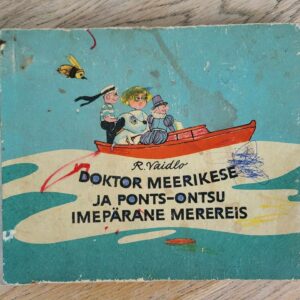 R. Vaidlo
DOKTOR MEERIKESE
JA PONTS-ONTSU
IMEPÄRANE MEREREIS